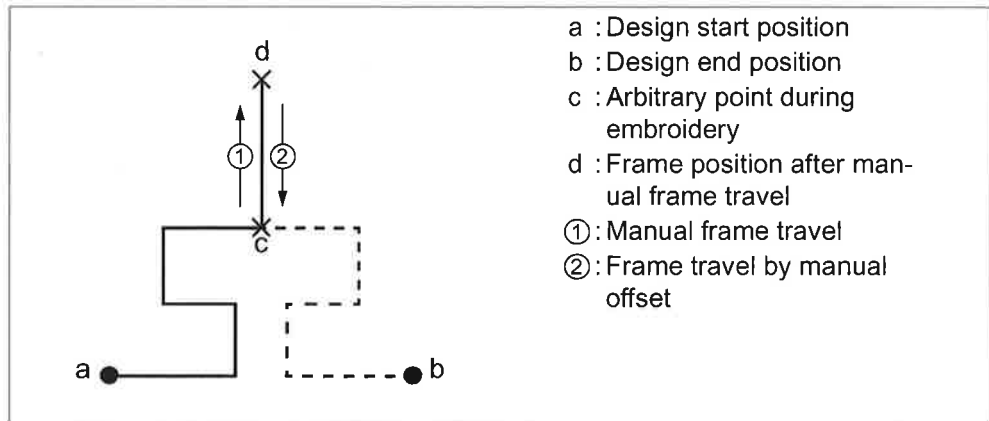 d
①
②
c
a
b
a : Design start position
b : Design end position
c : Arbitrary point during
embroidery
d : Frame position after man-
ual frame travel
①: Manual frame travel
②: Frame travel by manual
offset